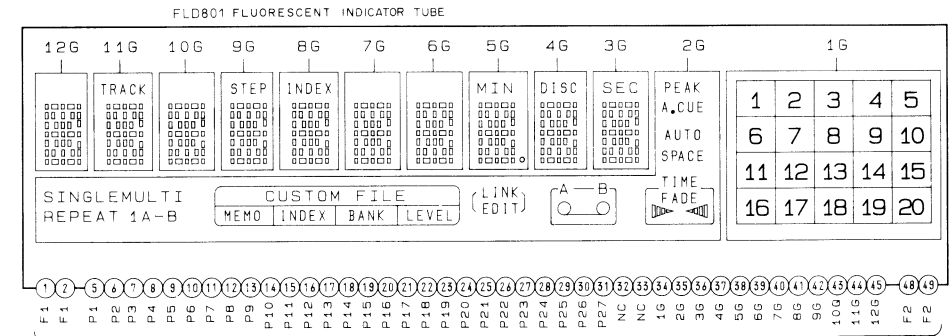 FLD801 FLUORESCENT INDICATOR TUBE
12G 11G 10G 9G 8G 7G 6G 5G 4G 3G 2G 1G
TRACK STEP INDEX MIN DISC SEC
PEAK
A.CUE
AUTO
SPACE
TIME
FADE
1 2 3 4 5
6 7 8 9 10
11 12 13 14 15
16 17 18 19 20
SINGLEMULTI
REPEAT 1A-B
CUSTOM FILE
MEMO INDEX BANK LEVEL
(LINK
EDIT)
A-B
1 2 5 6 7 8 9 10 11 12 13 14 15 16 17 18 19 20 21 22 23 24 25 26 27 28 29 30 31 32 33 34 35 36 37 38 39 40 41 42 43 44 45 48 49
F1 F1 P1 P2 P3 P4 P5 P6 P7 P8 P9 P10 P11 P12 P13 P14 P15 P16 P17 P18 P19 P20 P21 P22 P23 P24 P25 P26 P27 NC NC 1G 2G 3G 4G 5G 6G 7G 8G 9G 10G 11G 12G F2 F2